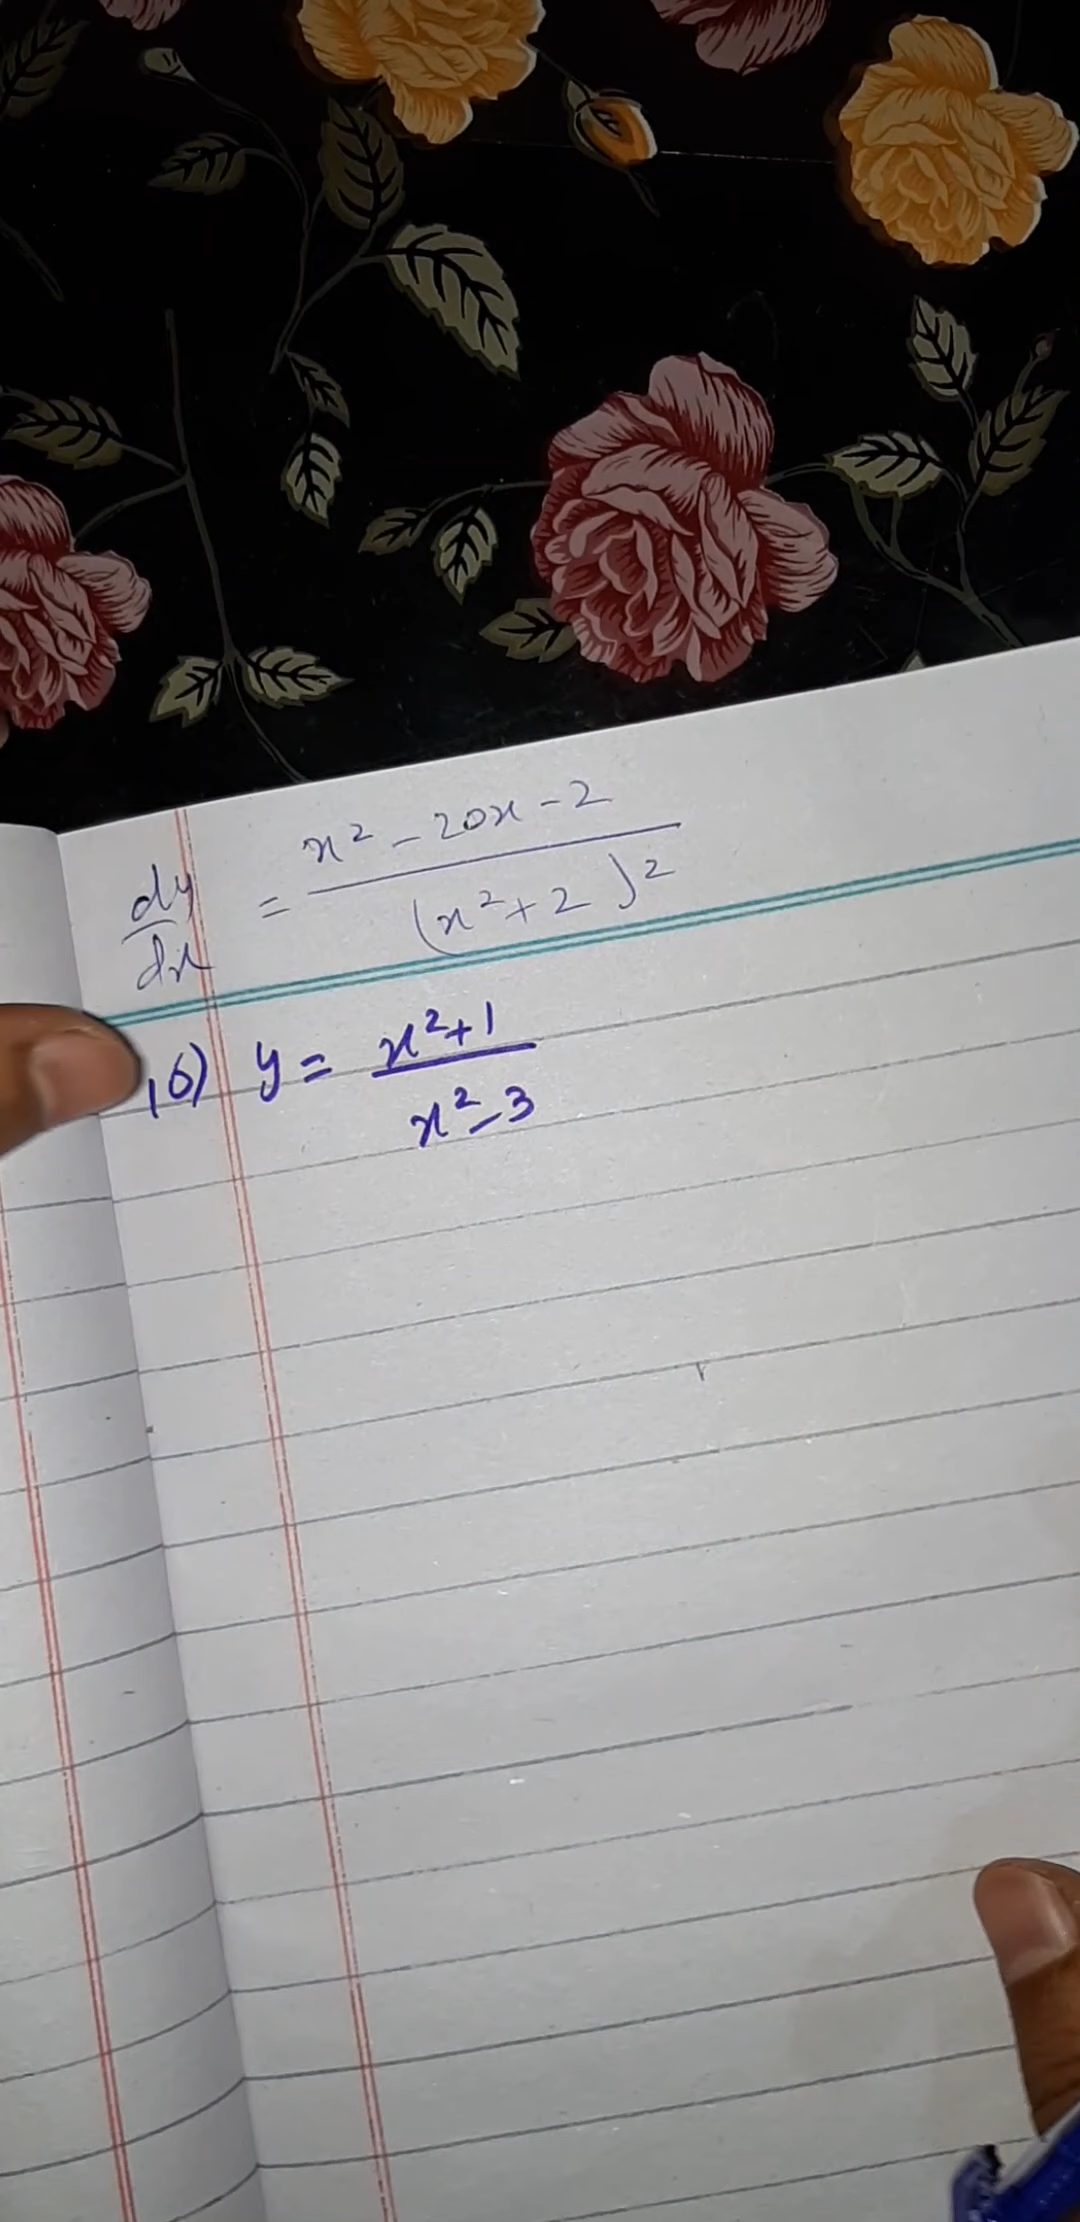 dy/dx = x² - 20x - 2 / (x² + 2)²
16) y = x² + 1 / x² - 3